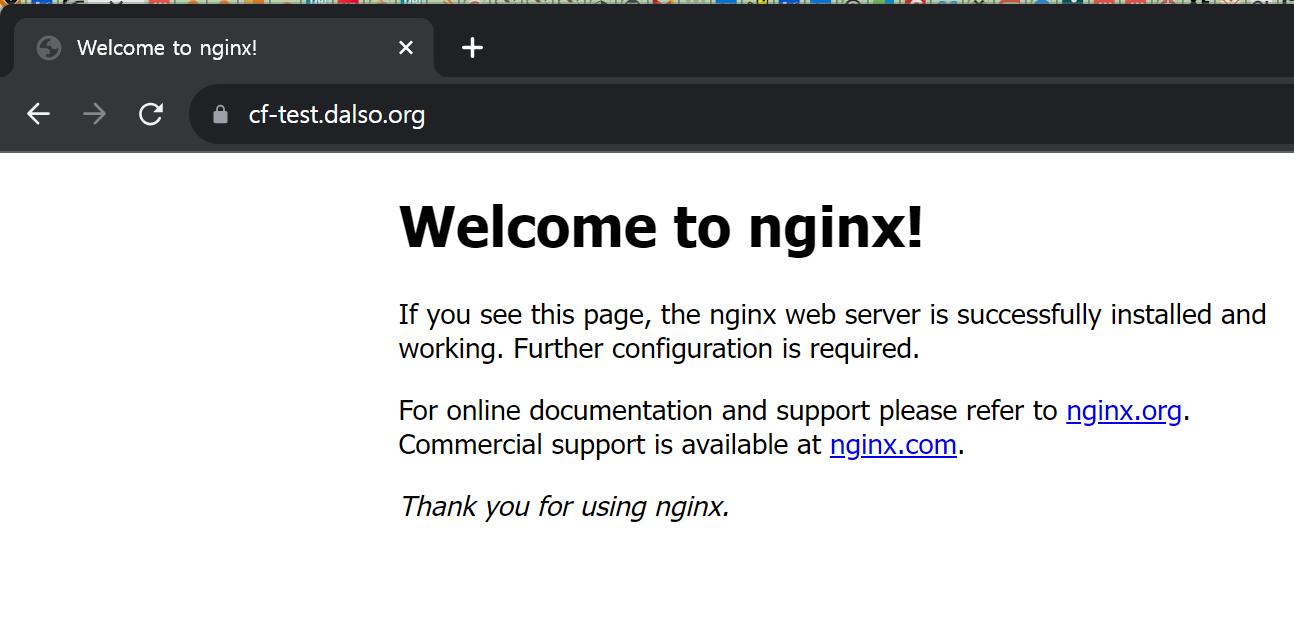 Welcome to nginx!
cf-test.dalso.org
Welcome to nginx!
If you see this page, the nginx web server is successfully installed and
working. Further configuration is required.
For online documentation and support please refer to nginx.org.
Commercial support is available at nginx.com.
Thank you for using nginx.